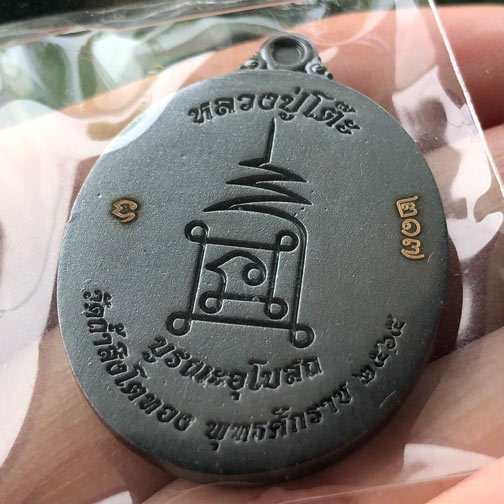 หลวงปู่โต๊ะ
๓
๒๑๓
บูรณะอุโบสถ
วัดถ้ำสิงโตทอง พุทธศักราช ๒๕๖๕